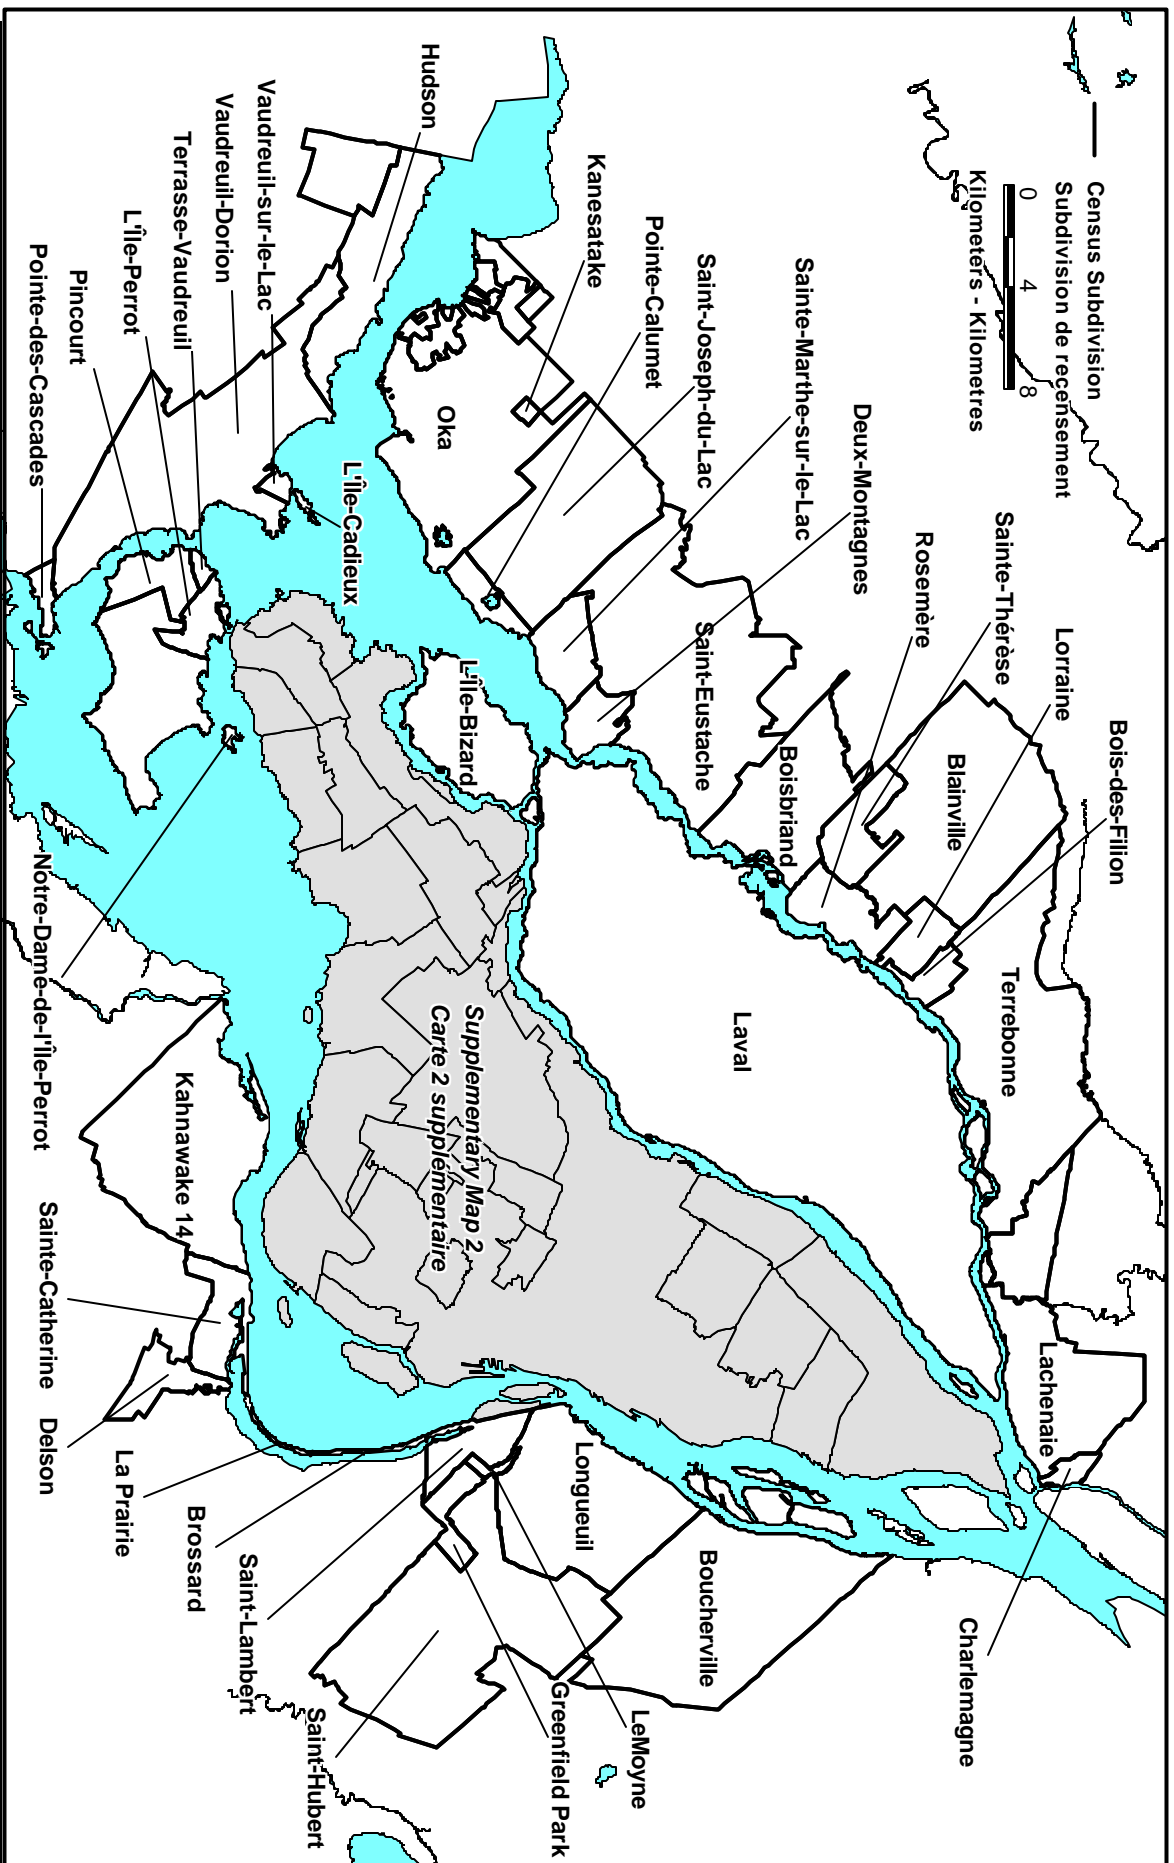 Census Subdivision
Subdivision de recensement
0 4 8
Kilometers - Kilometres
Bois-des-Filion
Lorraine
Sainte-Thérèse
Rosemère
Deux-Montagnes
Sainte-Marthe-sur-le-Lac
Saint-Joseph-du-Lac
Pointe-Calumet
Kanesatake
Hudson
Vaudreuil-sur-le-Lac
Vaudreuil-Dorion
Terrasse-Vaudreuil
L'Île-Perrot
Pincourt
Pointe-des-Cascades
Blainville
Terrebonne
Lachenaie
Charlemagne
Boisbriand
Saint-Eustache
Oka
L'Île-Cadieux
L'Île-Bizard
Laval
Supplementary Map 2
Carte 2 supplémentaire
Boucherville
Longueuil
LeMoyne
Greenfield Park
Saint-Hubert
Saint-Lambert
Brossard
La Prairie
Delson
Sainte-Catherine
Kahnawake 14
Notre-Dame-de-l'Île-Perrot